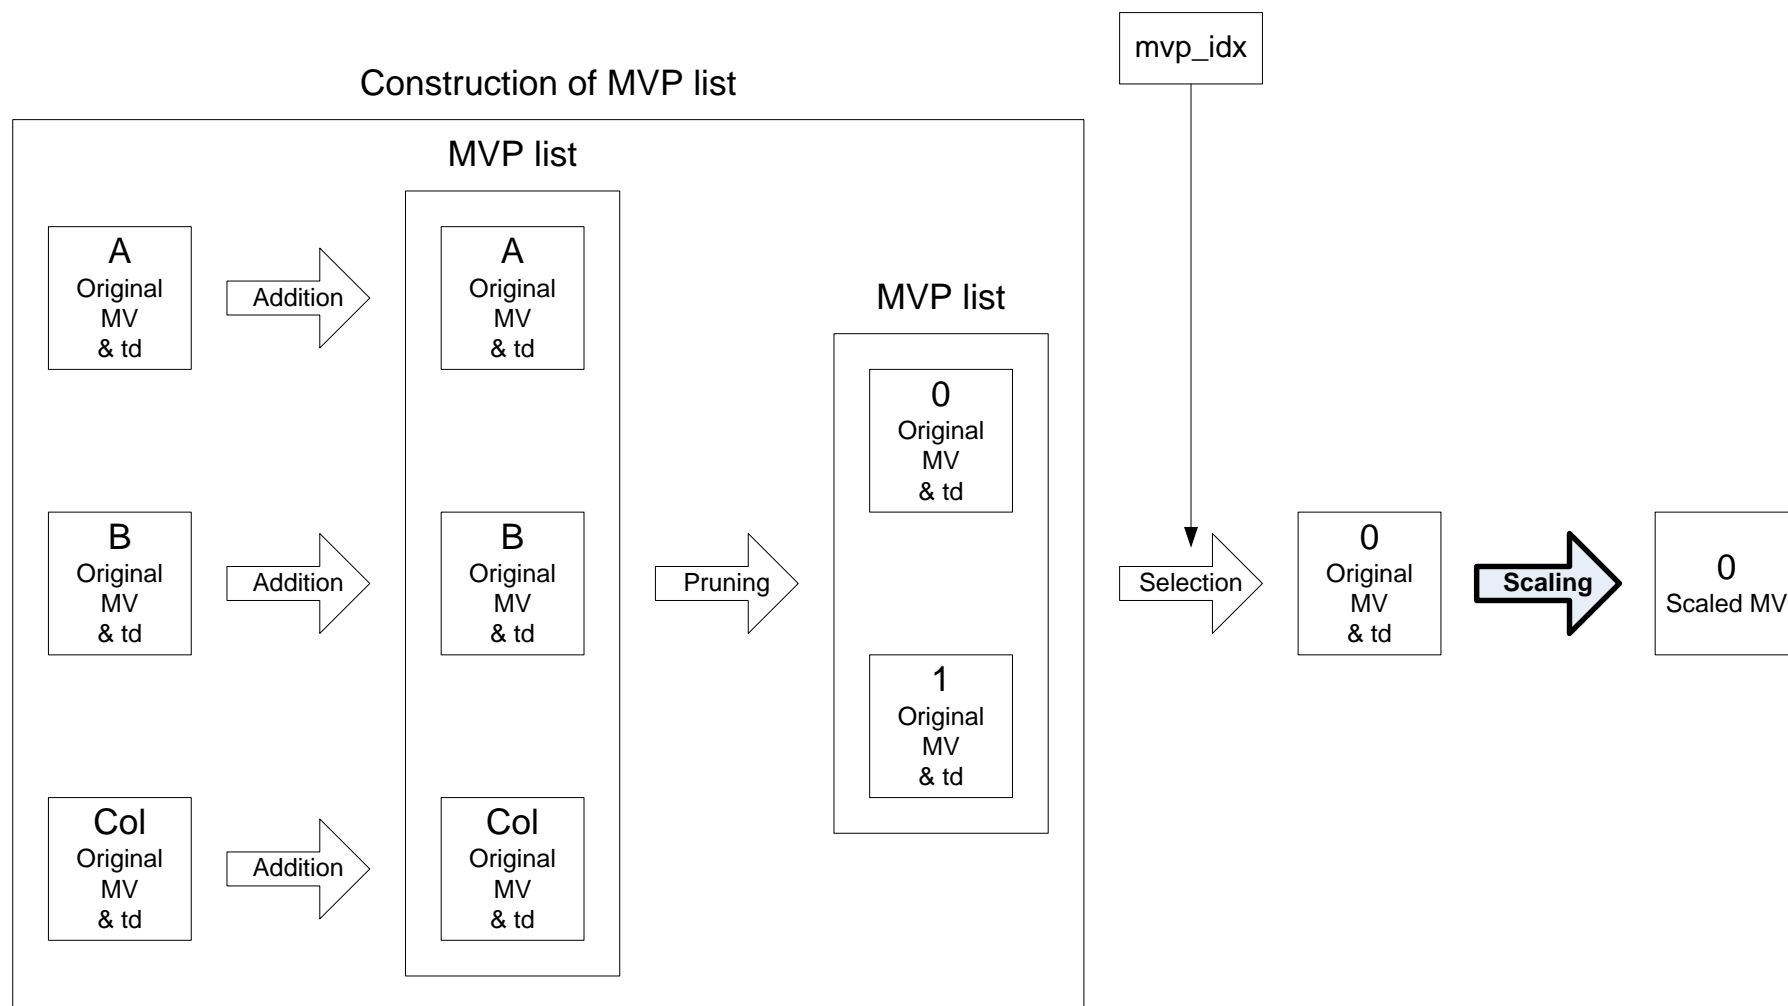 mvp_idx
Construction of MVP list
MVP list
A
Original
MV
& td
Addition
A
Original
MV
& td
MVP list
0
Original
MV
& td
B
Original
MV
& td
Addition
B
Original
MV
& td
Pruning
Selection
0
Original
MV
& td
Scaling
0
Scaled MV
1
Original
MV
& td
Col
Original
MV
& td
Addition
Col
Original
MV
& td